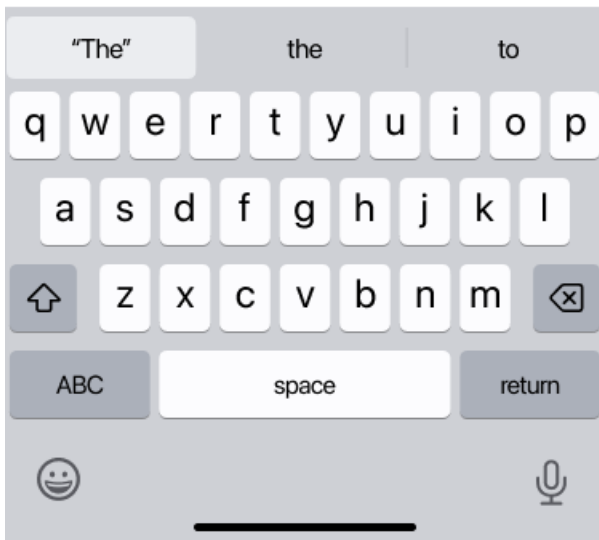 “The” the to
q w e r t y u i o p
a s d f g h j k l
z x c v b n m
ABC space return